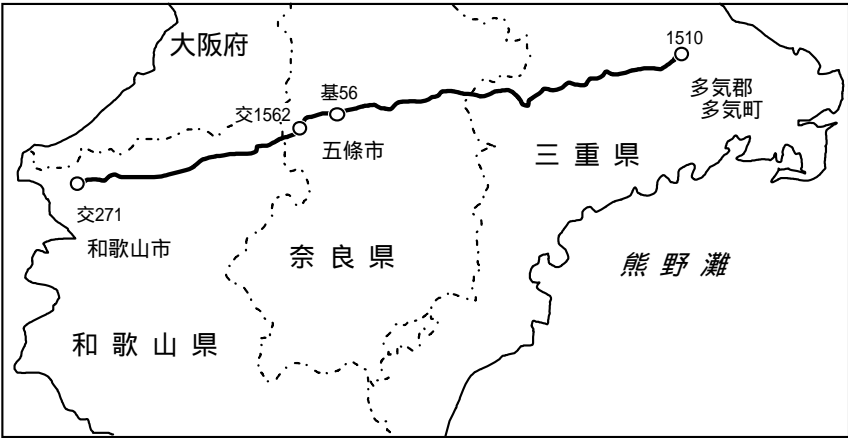 大阪府
1510
基56
多気郡
多気町
交1562
五條市
三重県
交271
和歌山市
奈良県
熊野灘
和歌山県